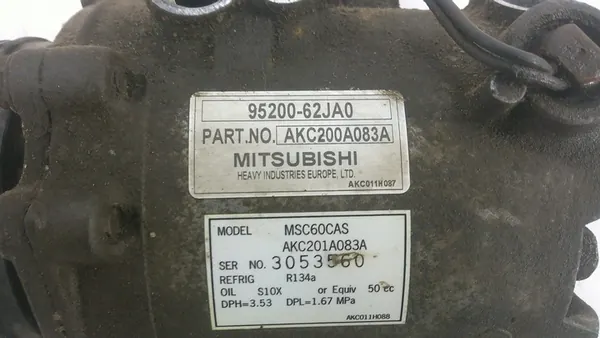 95200-62JA0
PART.NO. AKC200A083A
MITSUBISHI
HEAVY INDUSTRIES EUROPE, LTD.
AKC011H087
MODEL MSC60CAS
AKC201A083A
SER NO. 3053560
REFRIG R134a
OIL S10X or Equiv 50 cc
DPH=3.53 DPL=1.67 MPa
AKC011H088